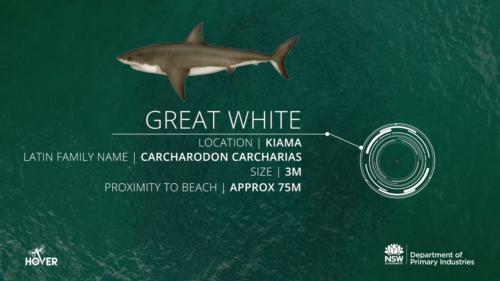 GREAT WHITE
LOCATION | KIAMA
LATIN FAMILY NAME | CARCHARODON CARCHARIAS
SIZE | 3M
PROXIMITY TO BEACH | APPROX 75M
HOVER
NSW
GOVERNMENT
Department of
Primary Industries